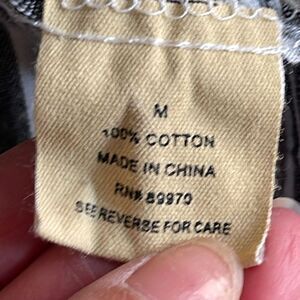 M
100% COTTON
MADE IN CHINA
RN# 89970
SEE REVERSE FOR CARE